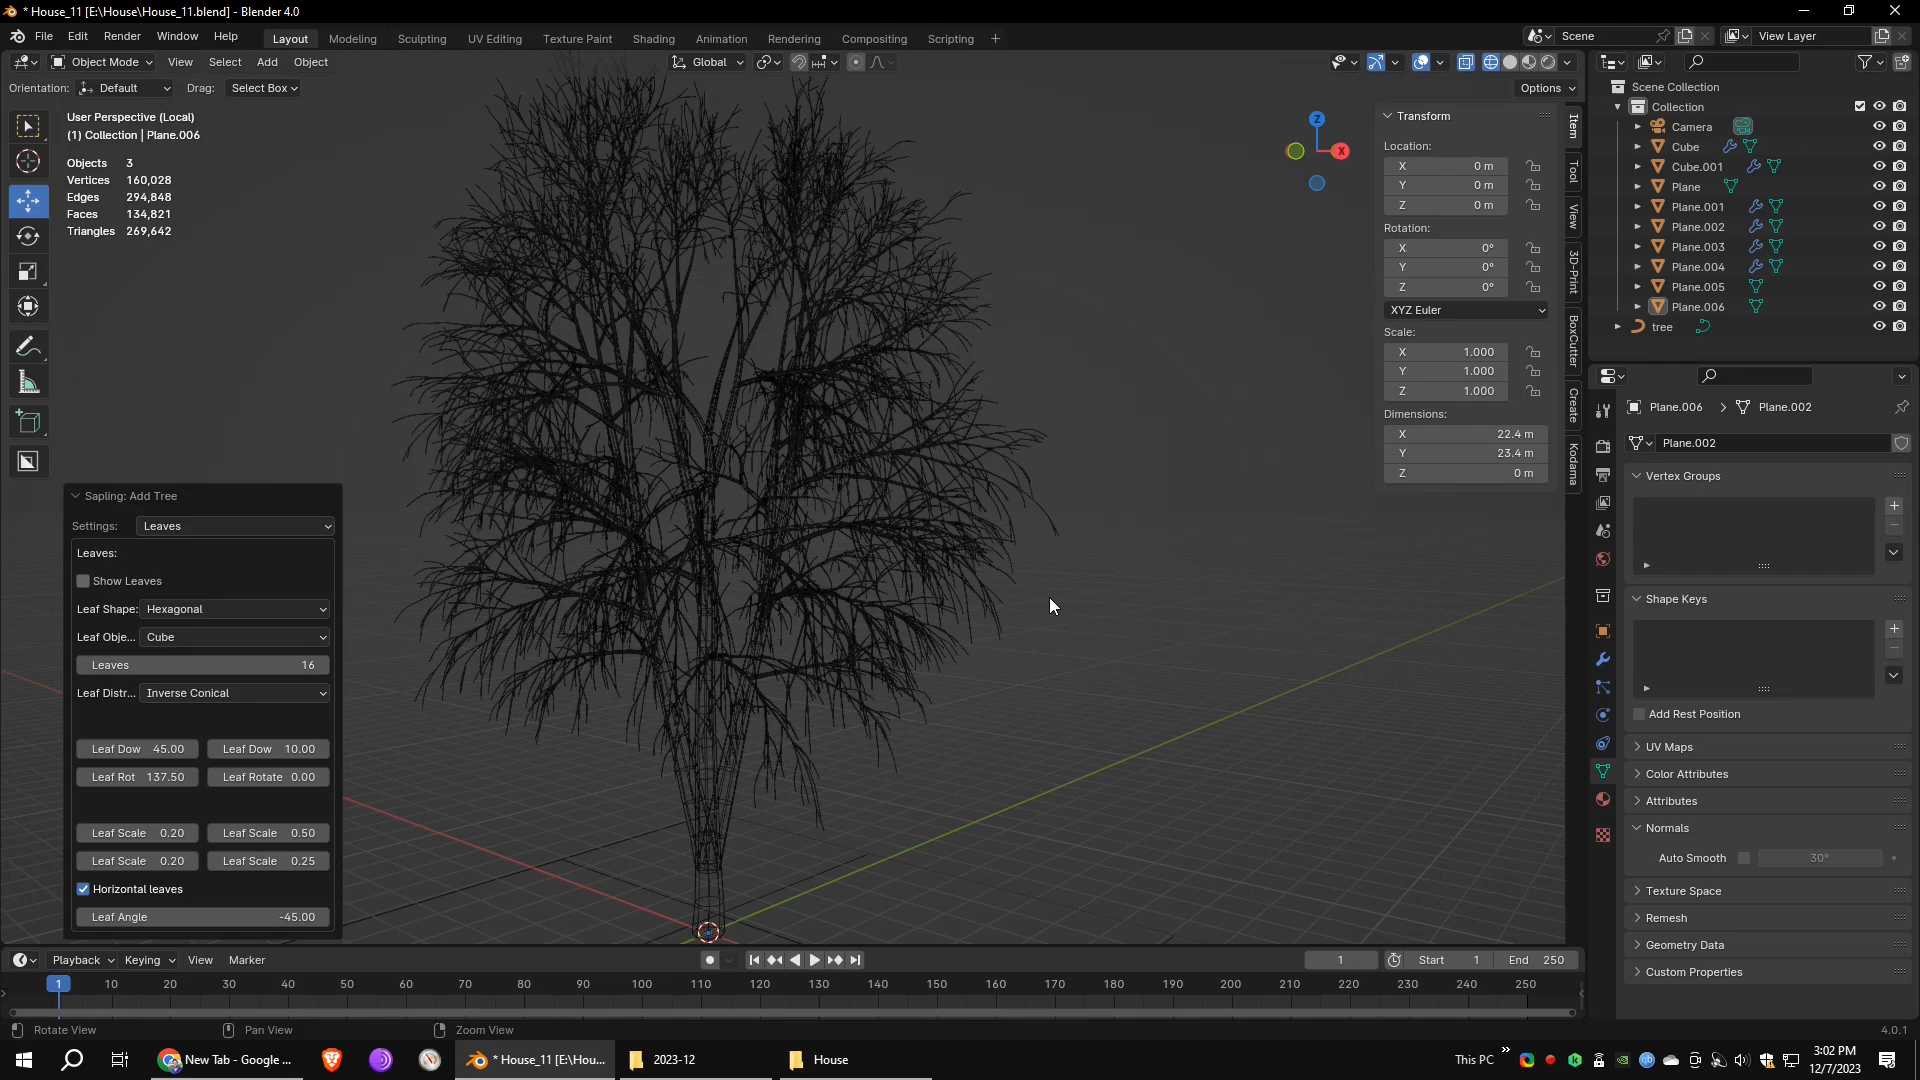 * House_11 [E:\House\House_11.blend] - Blender 4.0
File Edit Render Window Help
Layout Modeling Sculpting UV Editing Texture Paint Shading Animation Rendering Compositing Scripting +
Scene
View Layer
Object Mode View Select Add Object
Global
Orientation: Default Drag: Select Box
Options
User Perspective (Local)
(1) Collection | Plane.006
Objects 3
Vertices 160,028
Edges 294,848
Faces 134,821
Triangles 269,642
Z
X
Transform
Location:
X 0 m
Y 0 m
Z 0 m
Rotation:
X 0°
Y 0°
Z 0°
XYZ Euler
Scale:
X 1.000
Y 1.000
Z 1.000
Dimensions:
X 22.4 m
Y 23.4 m
Z 0 m
Item
Tool
View
3D-Print
BoxCutter
Create
Kodama
Scene Collection
Collection
Camera
Cube
Cube.001
Plane
Plane.001
Plane.002
Plane.003
Plane.004
Plane.005
Plane.006
tree
Plane.006 > Plane.002
Plane.002
Vertex Groups
Shape Keys
Add Rest Position
UV Maps
Color Attributes
Attributes
Normals
Auto Smooth 30°
Texture Space
Remesh
Geometry Data
Custom Properties
Sapling: Add Tree
Settings: Leaves
Leaves:
Show Leaves
Leaf Shape: Hexagonal
Leaf Obje... Cube
Leaves 16
Leaf Distr... Inverse Conical
Leaf Dow 45.00 Leaf Dow 10.00
Leaf Rot 137.50 Leaf Rotate 0.00
Leaf Scale 0.20 Leaf Scale 0.50
Leaf Scale 0.20 Leaf Scale 0.25
Horizontal leaves
Leaf Angle -45.00
Playback Keying View Marker
1 Start 1 End 250
1 10 20 30 40 50 60 70 80 90 100 110 120 130 140 150 160 170 180 190 200 210 220 230 240 250
Rotate View Pan View Zoom View
4.0.1
New Tab - Google ...
* House_11 [E:\Hou...
2023-12
House
This PC
3:02 PM
12/7/2023